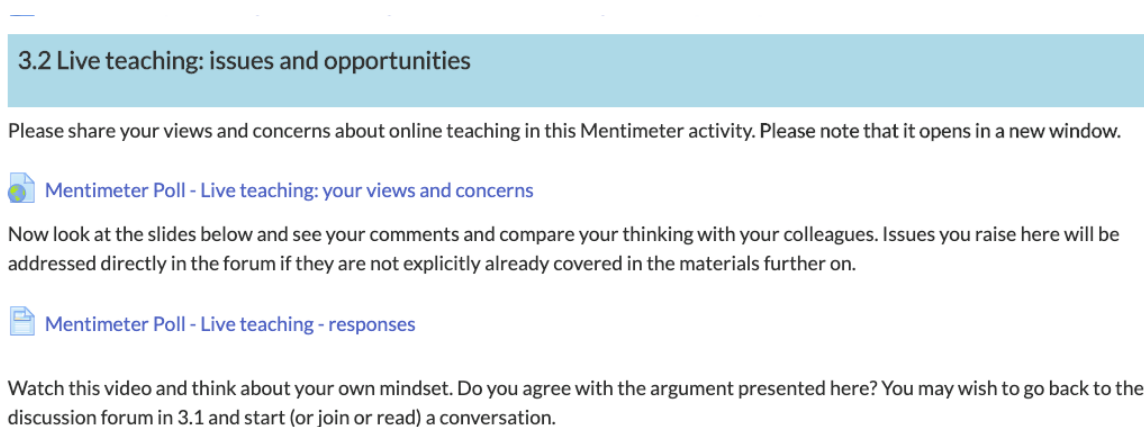 3.2 Live teaching: issues and opportunities
Please share your views and concerns about online teaching in this Mentimeter activity. Please note that it opens in a new window.
Mentimeter Poll - Live teaching: your views and concerns
Now look at the slides below and see your comments and compare your thinking with your colleagues. Issues you raise here will be
addressed directly in the forum if they are not explicitly already covered in the materials further on.
Mentimeter Poll - Live teaching - responses
Watch this video and think about your own mindset. Do you agree with the argument presented here? You may wish to go back to the
discussion forum in 3.1 and start (or join or read) a conversation.